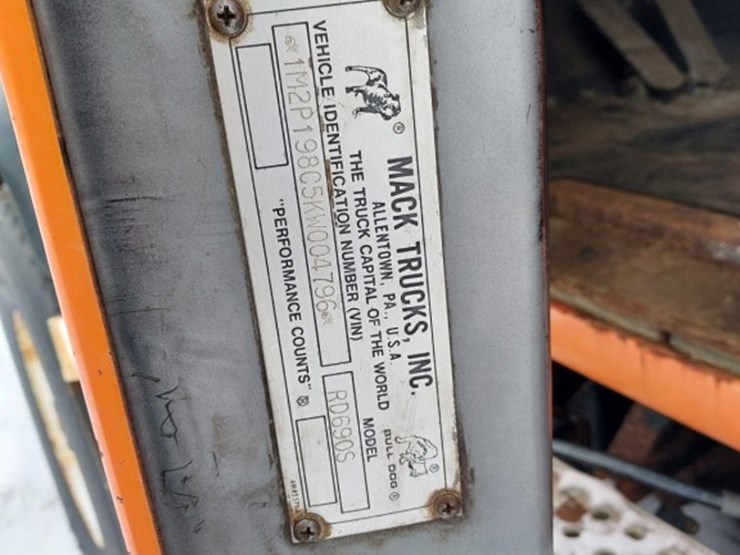 MACK TRUCKS, INC.
ALLENTOWN, PA., U.S.A.
THE TRUCK CAPITAL OF THE WORLD
BULL DOG ®
VEHICLE IDENTIFICATION NUMBER (VIN)
MODEL
1M2P198C5KW004796
RD690S
"PERFORMANCE COUNTS" ®